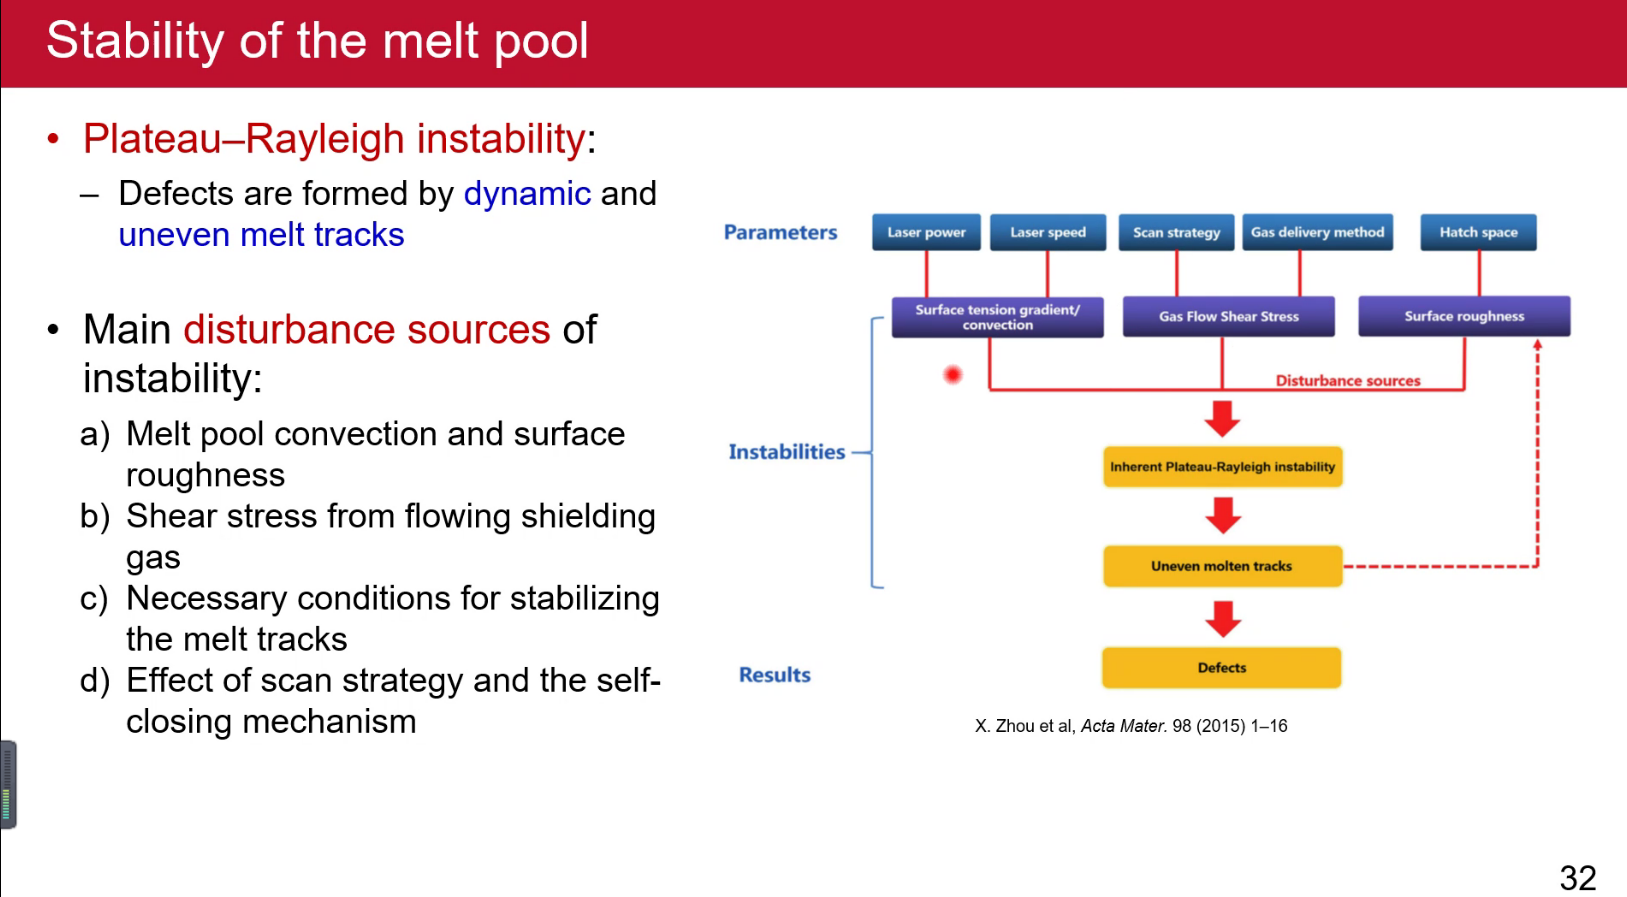 Stability of the melt pool
• Plateau–Rayleigh instability:
– Defects are formed by dynamic and
uneven melt tracks
• Main disturbance sources of
instability:
a) Melt pool convection and surface
roughness
b) Shear stress from flowing shielding
gas
c) Necessary conditions for stabilizing
the melt tracks
d) Effect of scan strategy and the self-
closing mechanism
Parameters
Laser power
Laser speed
Scan strategy
Gas delivery method
Hatch space
Surface tension gradient/
convection
Gas Flow Shear Stress
Surface roughness
Disturbance sources
Instabilities
Inherent Plateau-Rayleigh instability
Uneven molten tracks
Results
Defects
X. Zhou et al, Acta Mater. 98 (2015) 1–16
32